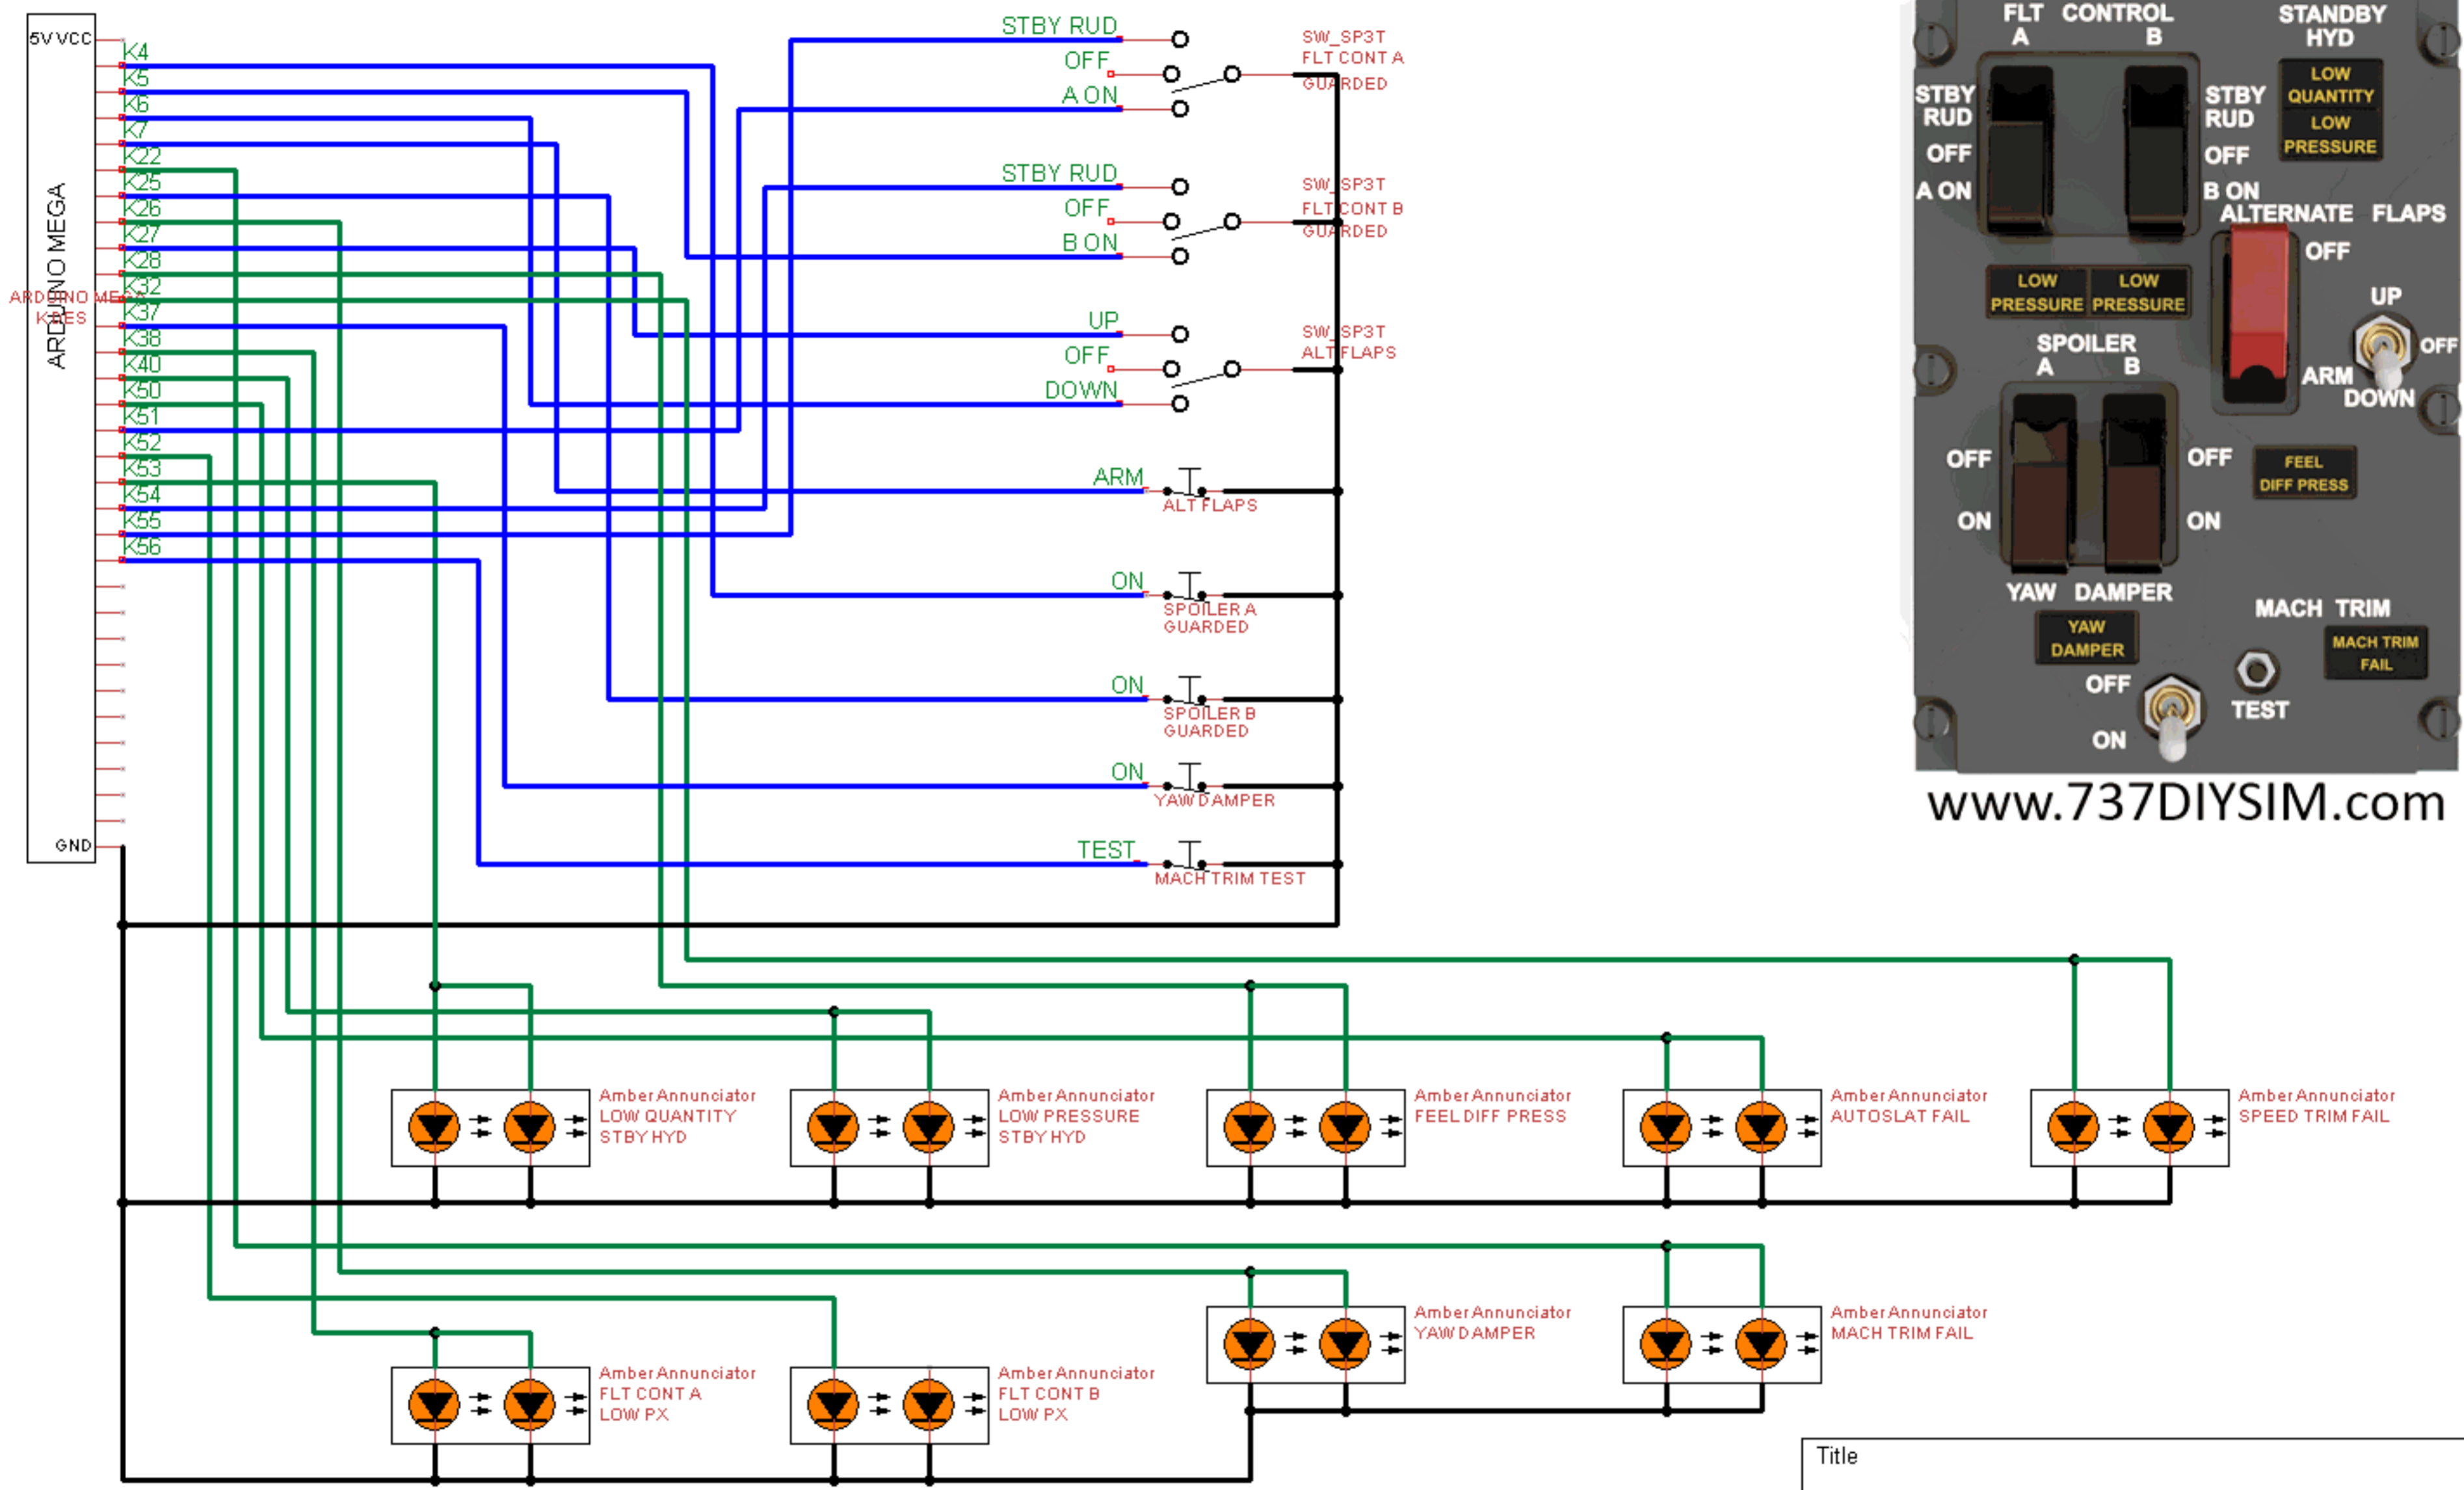 5V VCC
K4
K5
K6
K7
K22
K25
K26
K27
K28
K32
K37
K38
K40
K50
K51
K52
K53
K54
K55
K56
ARDUINO MEGA
ARDUINO MEGA
GND
STBY RUD
OFF
A ON
SW_SP3T
FLT CONT A
GUARDED
STBY RUD
OFF
B ON
SW_SP3T
FLT CONT B
GUARDED
UP
OFF
DOWN
SW_SP3T
ALT FLAPS
ARM
ALT FLAPS
ON
SPOILER A
GUARDED
ON
SPOILER B
GUARDED
ON
YAW DAMPER
TEST
MACH TRIM TEST
Amber Annunciator
LOW QUANTITY
STBY HYD
Amber Annunciator
LOW PRESSURE
STBY HYD
Amber Annunciator
FEEL DIFF PRESS
Amber Annunciator
AUTOSLAT FAIL
Amber Annunciator
SPEED TRIM FAIL
Amber Annunciator
FLT CONT A
LOW PX
Amber Annunciator
FLT CONT B
LOW PX
Amber Annunciator
YAW DAMPER
Amber Annunciator
MACH TRIM FAIL
FLT CONTROL
A B
STANDBY
HYD
LOW
QUANTITY
LOW
PRESSURE
STBY
RUD
OFF
A ON
STBY
RUD
OFF
B ON
ALTERNATE FLAPS
OFF
UP
OFF
ARM
DOWN
LOW
PRESSURE
LOW
PRESSURE
SPOILER
A B
OFF
ON
OFF
ON
FEEL
DIFF PRESS
YAW DAMPER
YAW
DAMPER
MACH TRIM
MACH TRIM
FAIL
OFF
ON
TEST
www.737DIYSIM.com
Title